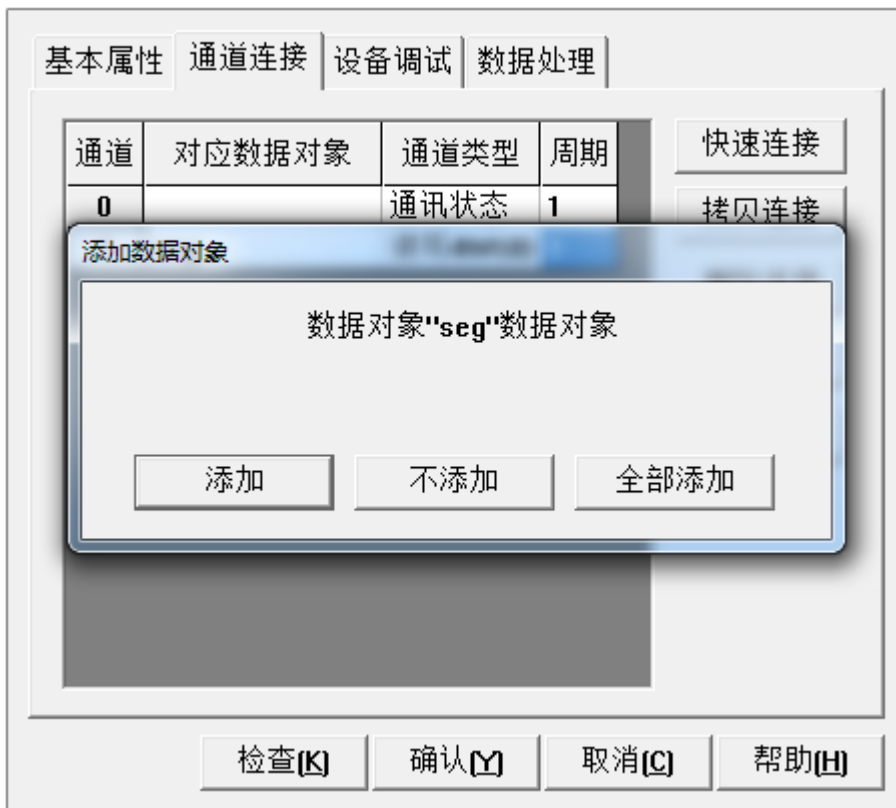 基本属性 通道连接 设备调试 数据处理
通道 对应数据对象 通道类型 周期 快速连接
0 通讯状态 1 拷贝连接
添加数据对象
数据对象"seg"数据对象
添加 不添加 全部添加
检查(K) 确认(Y) 取消(C) 帮助(H)